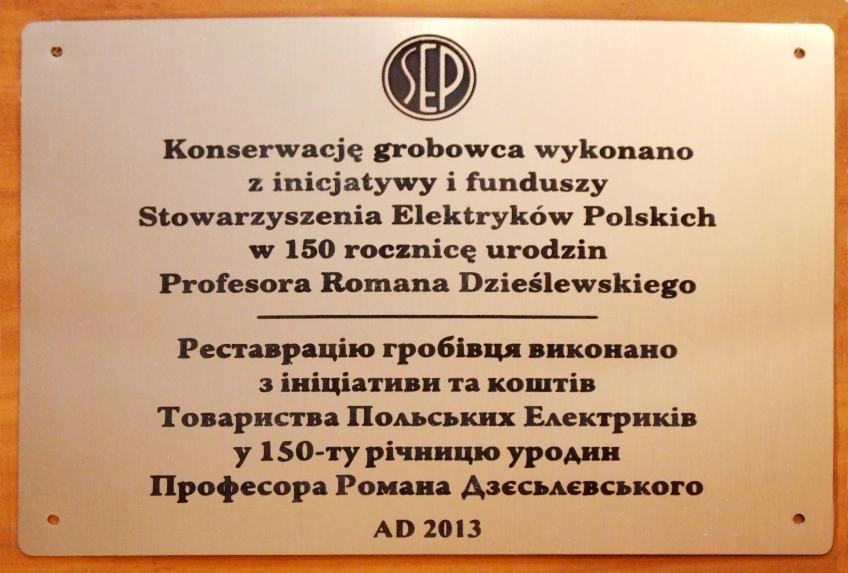 SEP
Konserwację grobowca wykonano
z inicjatywy i funduszy
Stowarzyszenia Elektryków Polskich
w 150 rocznicę urodzin
Profesora Romana Dzieślewskiego
Реставрацію гробівця виконано
з ініціативи та коштів
Товариства Польських Електриків
у 150-ту річницю уродин
Професора Романа Дзєсьлєвського
AD 2013